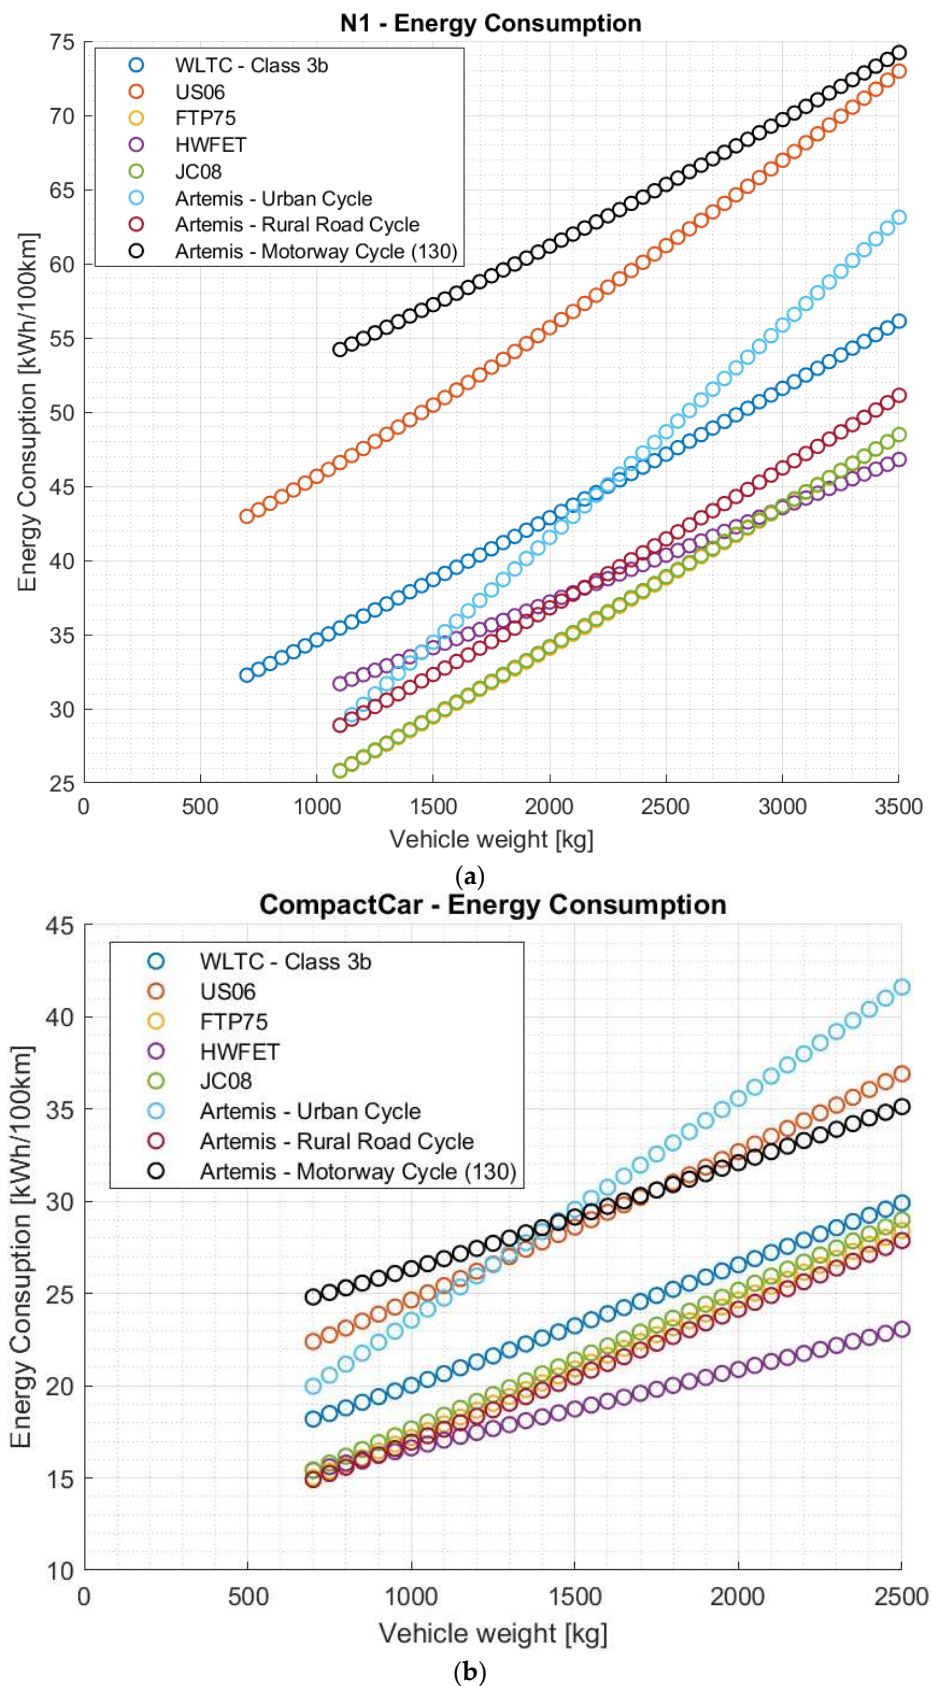 N1 - Energy Consumption
75
70
65
60
55
50
45
40
35
30
25
Energy Consuption [kWh/100km]
WLTC - Class 3b
US06
FTP75
HWFET
JC08
Artemis - Urban Cycle
Artemis - Rural Road Cycle
Artemis - Motorway Cycle (130)
0 500 1000 1500 2000 2500 3000 3500
Vehicle weight [kg]
(a)
CompactCar - Energy Consumption
45
40
35
30
25
20
15
10
Energy Consuption [kWh/100km]
WLTC - Class 3b
US06
FTP75
HWFET
JC08
Artemis - Urban Cycle
Artemis - Rural Road Cycle
Artemis - Motorway Cycle (130)
0 500 1000 1500 2000 2500
Vehicle weight [kg]
(b)